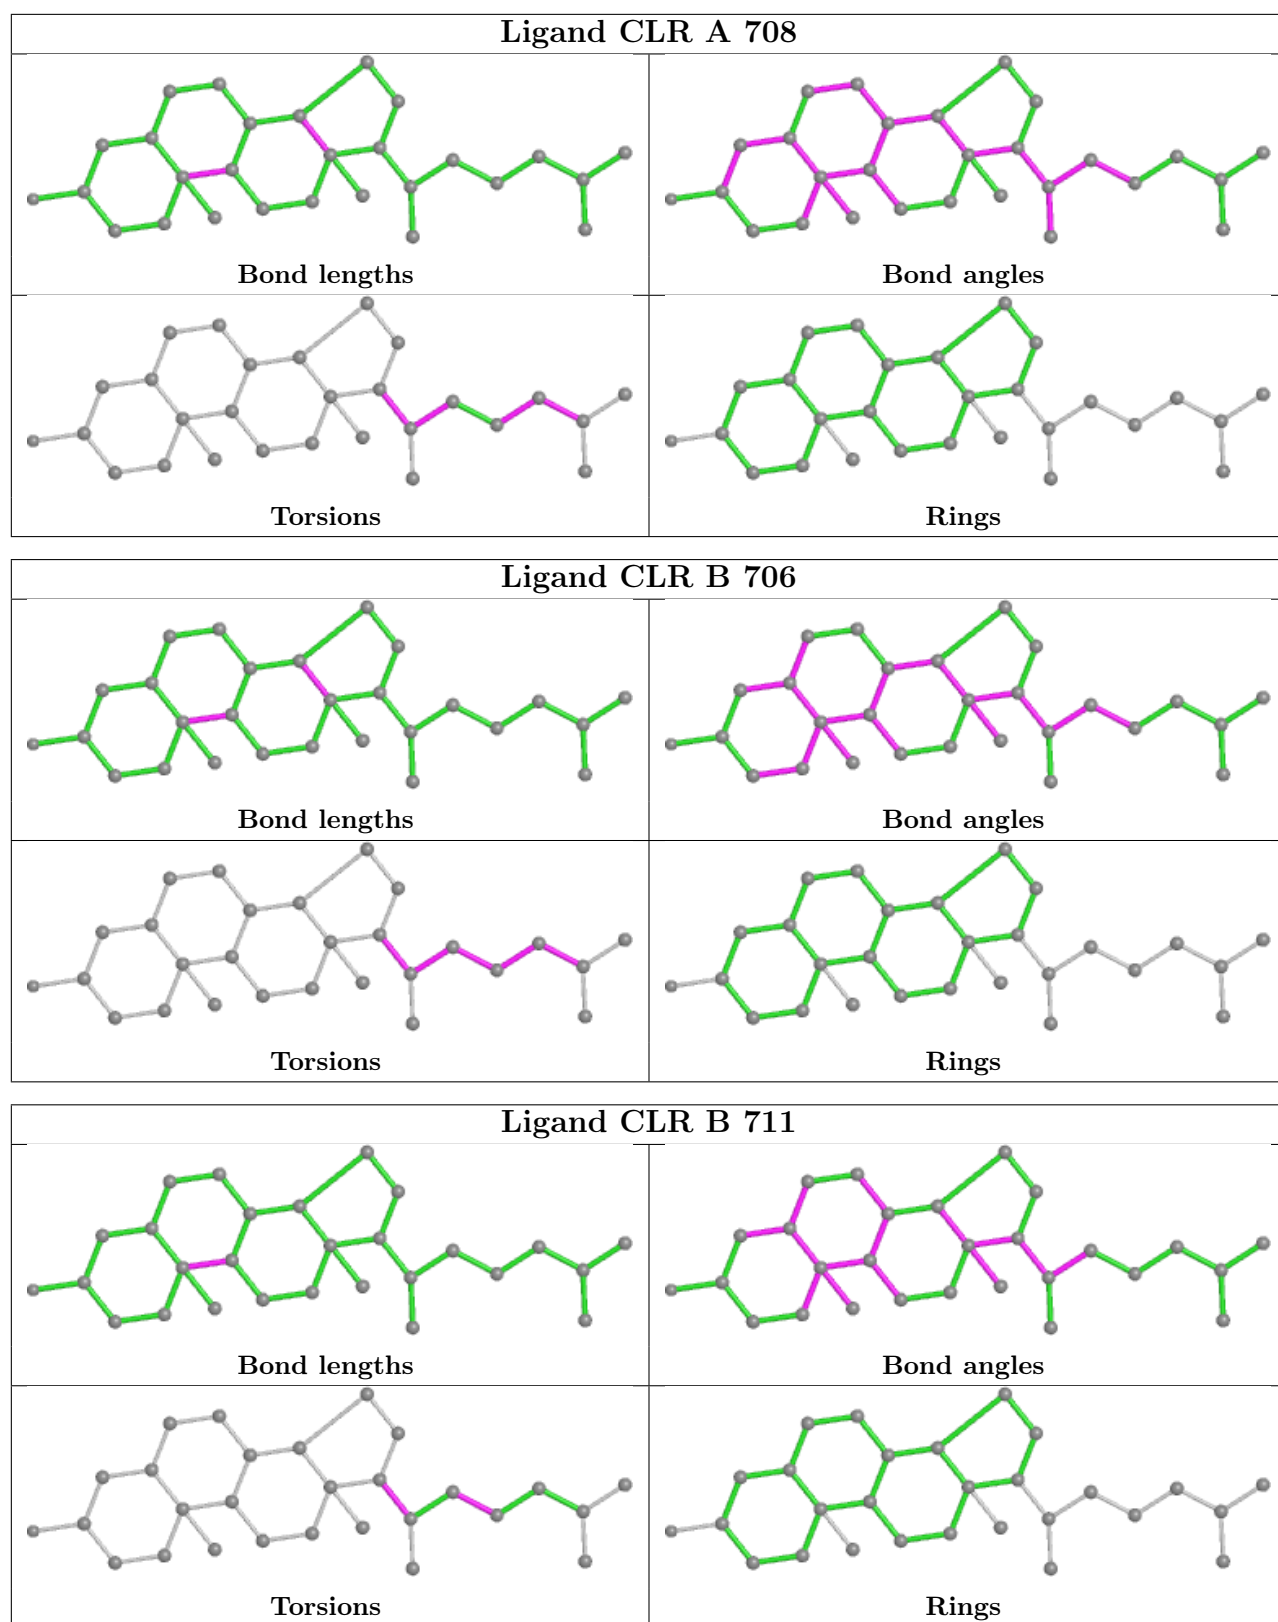 Ligand CLR A 708
Bond lengths
Bond angles
Torsions
Rings
Ligand CLR B 706
Bond lengths
Bond angles
Torsions
Rings
Ligand CLR B 711
Bond lengths
Bond angles
Torsions
Rings